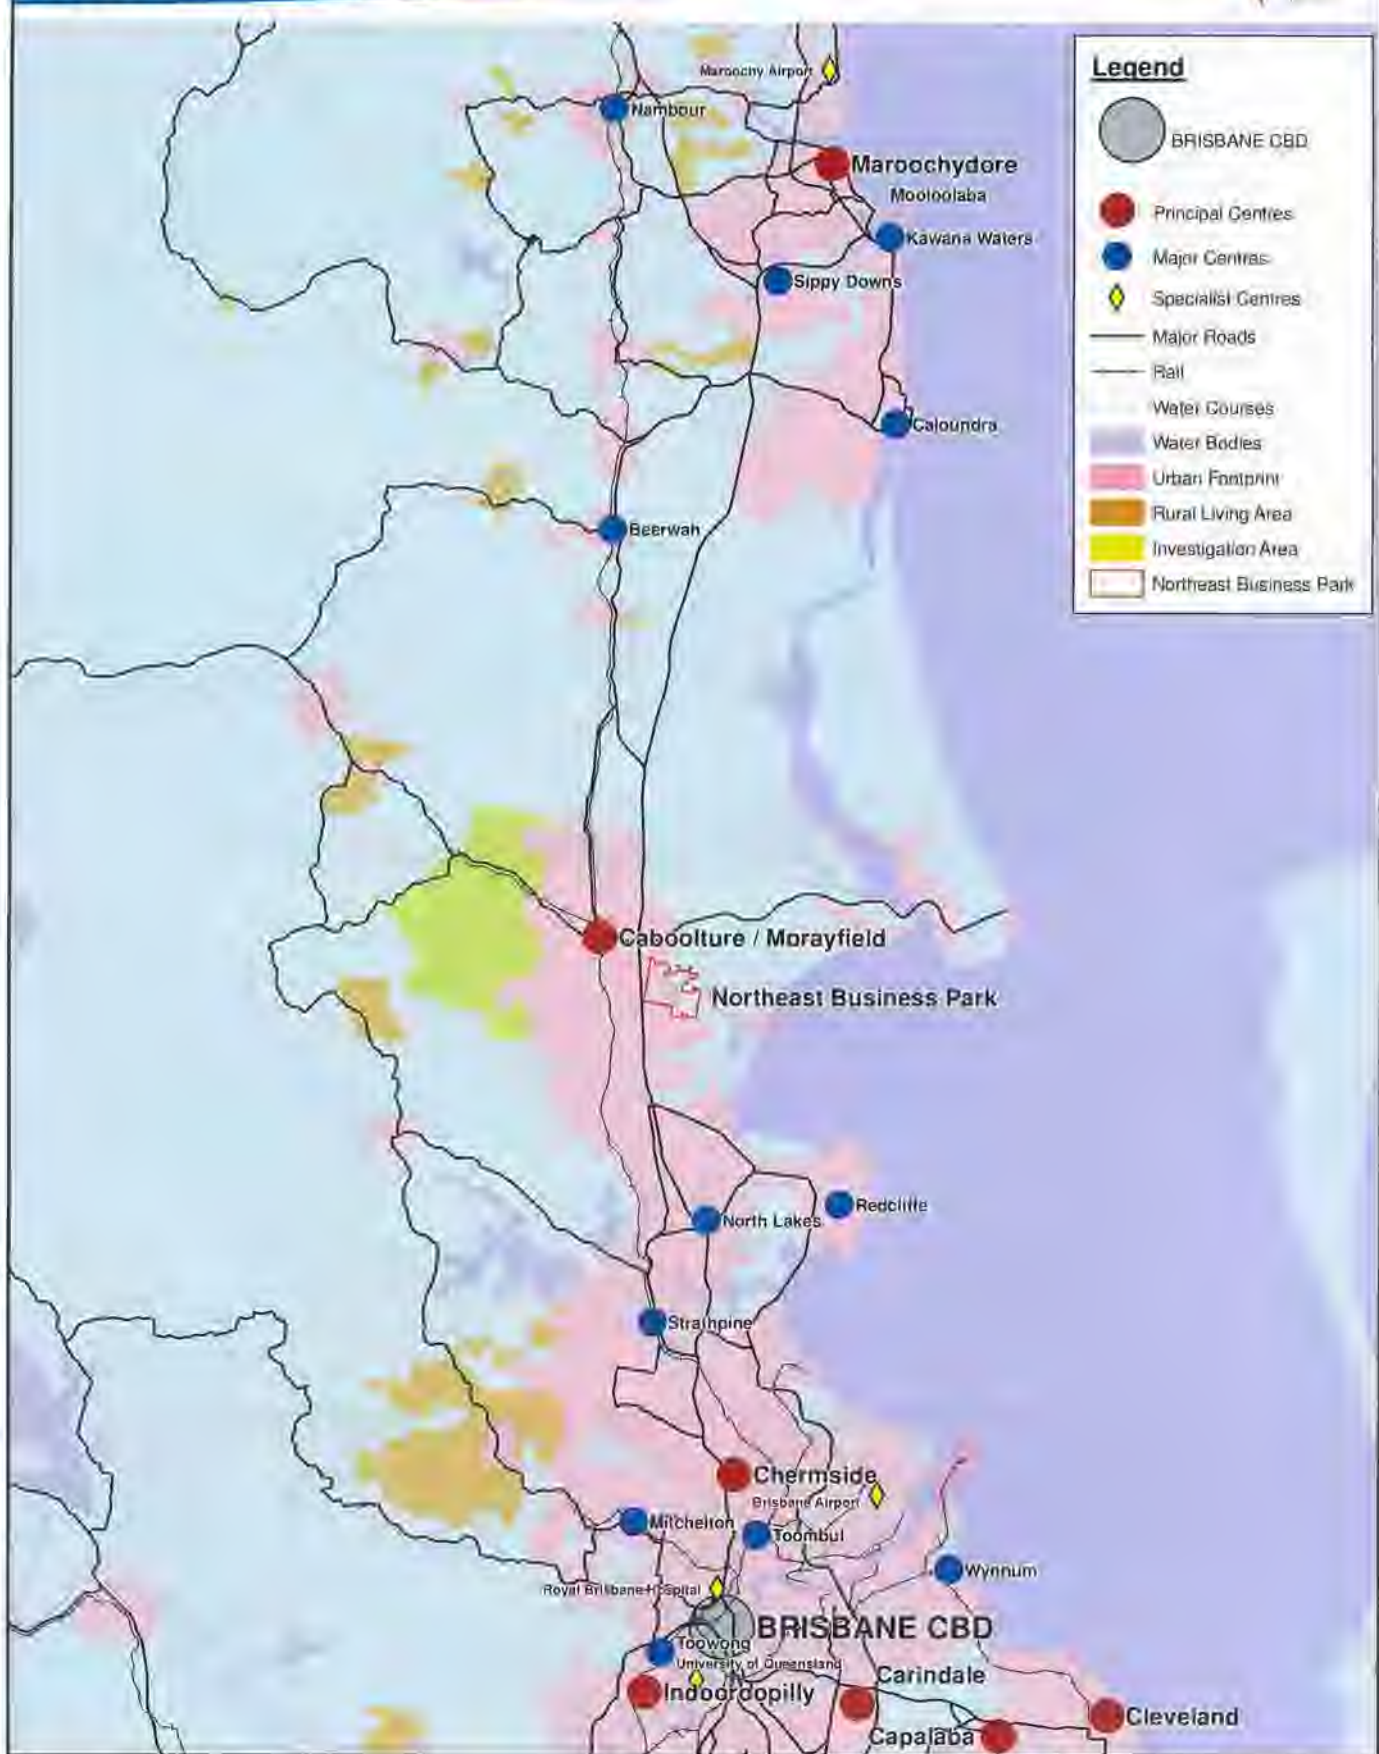 Legend
BRISBANE CBD
Principal Centres
Major Centres
Specialist Centres
Major Roads
Rail
Water Courses
Water Bodies
Urban Footprint
Rural Living Area
Investigation Area
Northeast Business Park
Maroochy Airport
Nambour
Maroochydore
Mooloolaba
Kawana Waters
Sippy Downs
Caloundra
Beerwah
Caboolture / Morayfield
Northeast Business Park
Redcliffe
North Lakes
Strathpine
Chermside
Brisbane Airport
Mitchelton
Toombul
Wynnum
Royal Brisbane Hospital
BRISBANE CBD
Toowong
University of Queensland
Carindale
Indooroopilly
Cleveland
Capalaba